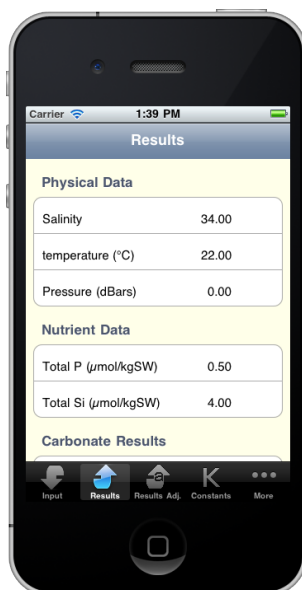 Carrier 1:39 PM
Results
Physical Data
Salinity 34.00
temperature (°C) 22.00
Pressure (dBars) 0.00
Nutrient Data
Total P (μmol/kgSW) 0.50
Total Si (μmol/kgSW) 4.00
Carbonate Results
a K
Input Results Results Adj. Constants More